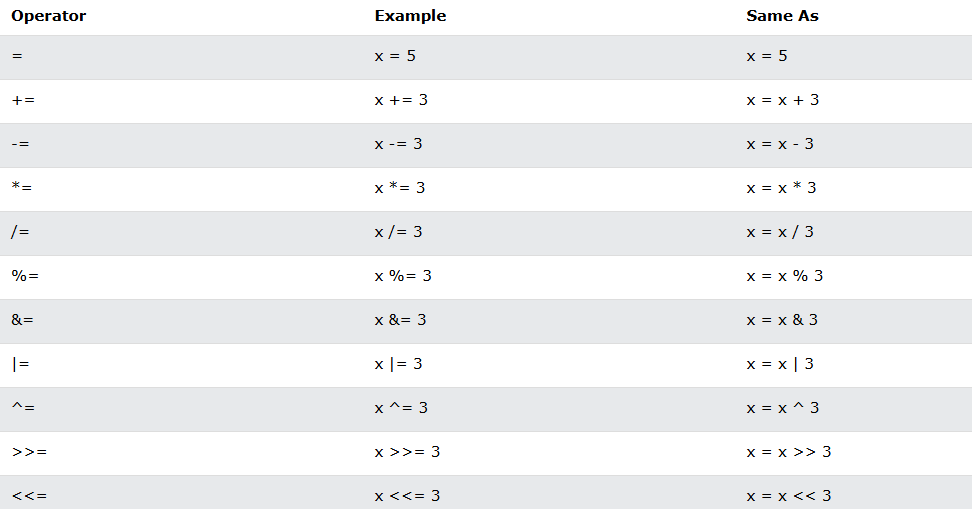 Operator Example Same As
= x = 5 x = 5
+= x += 3 x = x + 3
-= x -= 3 x = x - 3
*= x *= 3 x = x * 3
/= x /= 3 x = x / 3
%= x %= 3 x = x % 3
&= x &= 3 x = x & 3
|= x |= 3 x = x | 3
^= x ^= 3 x = x ^ 3
>>= x >>= 3 x = x >> 3
<<= x <<= 3 x = x << 3